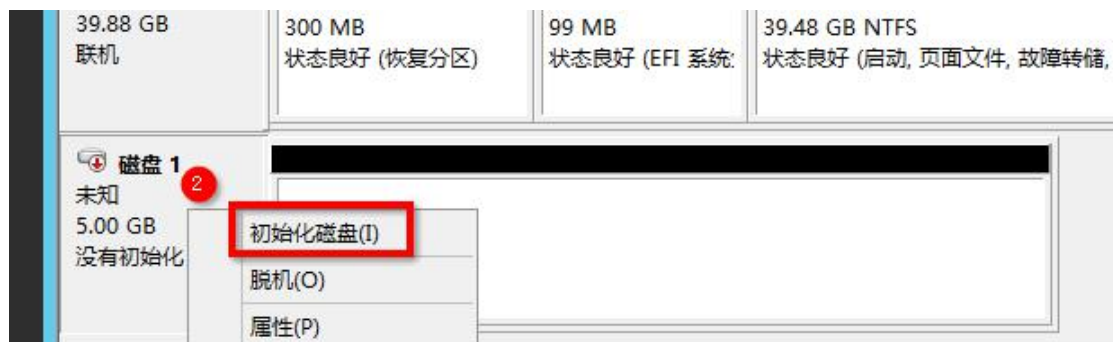 39.88 GB
联机
300 MB
状态良好 (恢复分区)
99 MB
状态良好 (EFI 系统
39.48 GB NTFS
状态良好 (启动, 页面文件, 故障转储,
磁盘 1
未知
5.00 GB
没有初始化
2
初始化磁盘(I)
脱机(O)
属性(P)